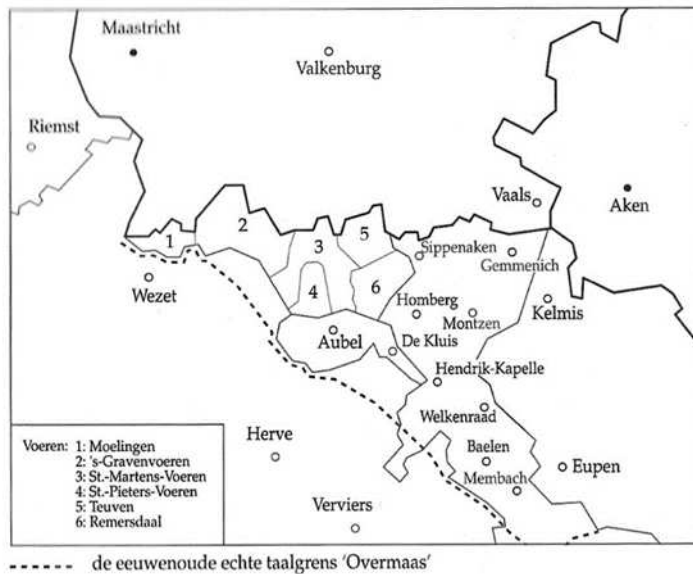 Maastricht
Valkenburg
Riemst
Vaals
Aken
1
2
3
5
Sippenaken
Gemmenich
Wezet
4
6
Homberg
Montzen
Kelmis
Aubel
De Kluis
Hendrik-Kapelle
Welkenraad
Herve
Baelen
Eupen
Membach
Verviers
Voeren: 1: Moelingen
2: 's-Gravenvoeren
3: St.-Martens-Voeren
4: St.-Pieters-Voeren
5: Teuven
6: Remersdaal
de eeuwenoude echte taalgrens 'Overmaas'